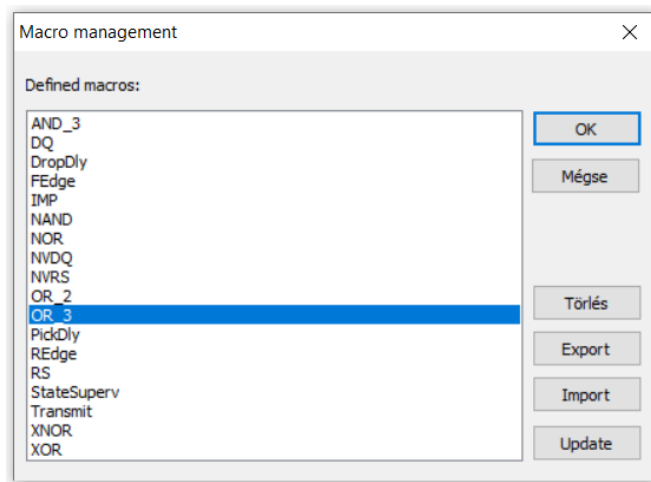 Macro management
Defined macros:
AND_3
DQ
DropDly
FEdge
IMP
NAND
NOR
NVDQ
NVRS
OR_2
OR_3
PickDly
REdge
RS
StateSuperv
Transmit
XNOR
XOR
OK
Mégse
Törlés
Export
Import
Update